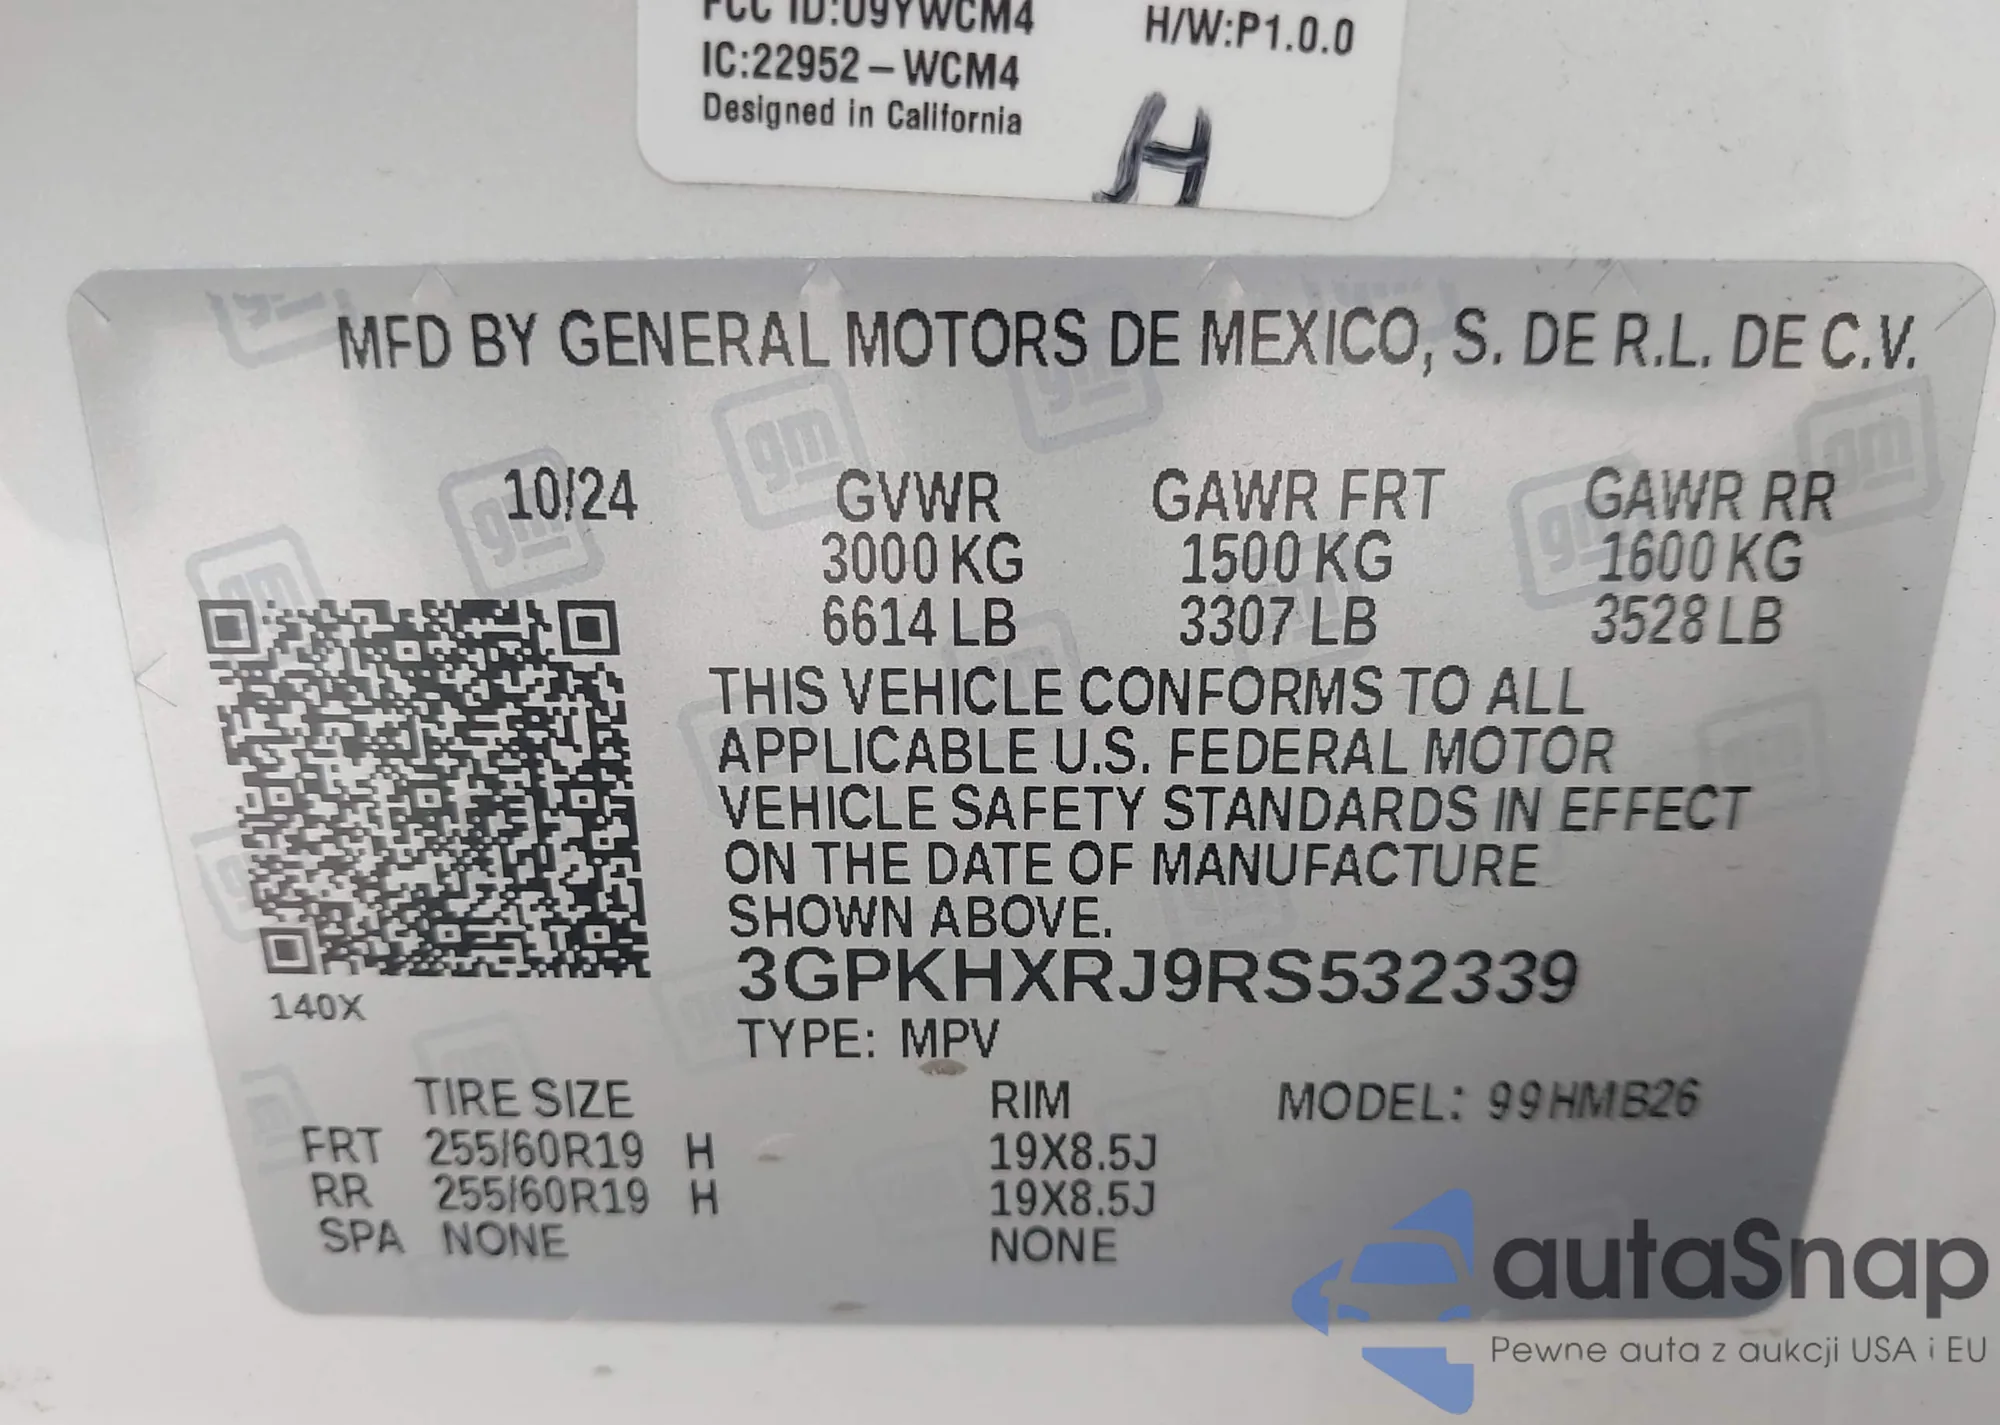 FCC ID:U9YWCM4
IC:22952-WCM4
Designed in California
H/W:P1.0.0
H
MFD BY GENERAL MOTORS DE MEXICO, S. DE R.L. DE C.V.
10/24 GVWR GAWR FRT GAWR RR
3000 KG 1500 KG 1600 KG
6614 LB 3307 LB 3528 LB
THIS VEHICLE CONFORMS TO ALL
APPLICABLE U.S. FEDERAL MOTOR
VEHICLE SAFETY STANDARDS IN EFFECT
ON THE DATE OF MANUFACTURE
SHOWN ABOVE.
3GPKHXRJ9RS532339
140X
TYPE: MPV
TIRE SIZE RIM MODEL: 99HMB26
FRT 255/60R19 H 19X8.5J
RR 255/60R19 H 19X8.5J
SPA NONE NONE
gm
autaSnap
Pewne auta z aukcji USA i EU